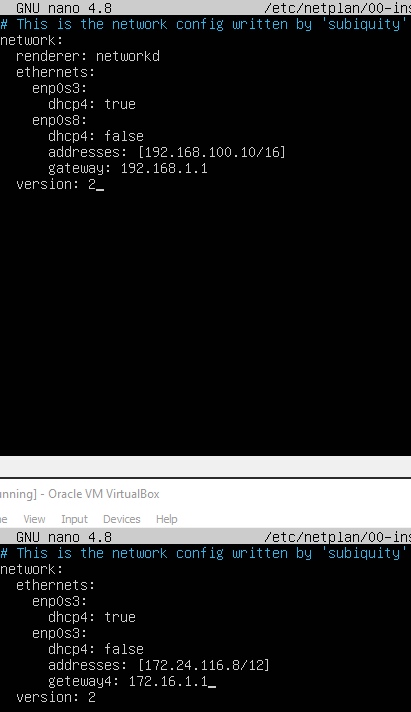 GNU nano 4.8 /etc/netplan/00-ins
# This is the network config written by 'subiquity'
network:
  renderer: networkd
  ethernets:
    enp0s3:
      dhcp4: true
    enp0s8:
      dhcp4: false
      addresses: [192.168.100.10/16]
      gateway: 192.168.1.1
  version: 2_
unning] - Oracle VM VirtualBox
ne View Input Devices Help
GNU nano 4.8 /etc/netplan/00-ins
# This is the network config written by 'subiquity'
network:
  ethernets:
    enp0s3:
      dhcp4: true
    enp0s3:
      dhcp4: false
      addresses: [172.24.116.8/12]
      geteway4: 172.16.1.1_
  version: 2